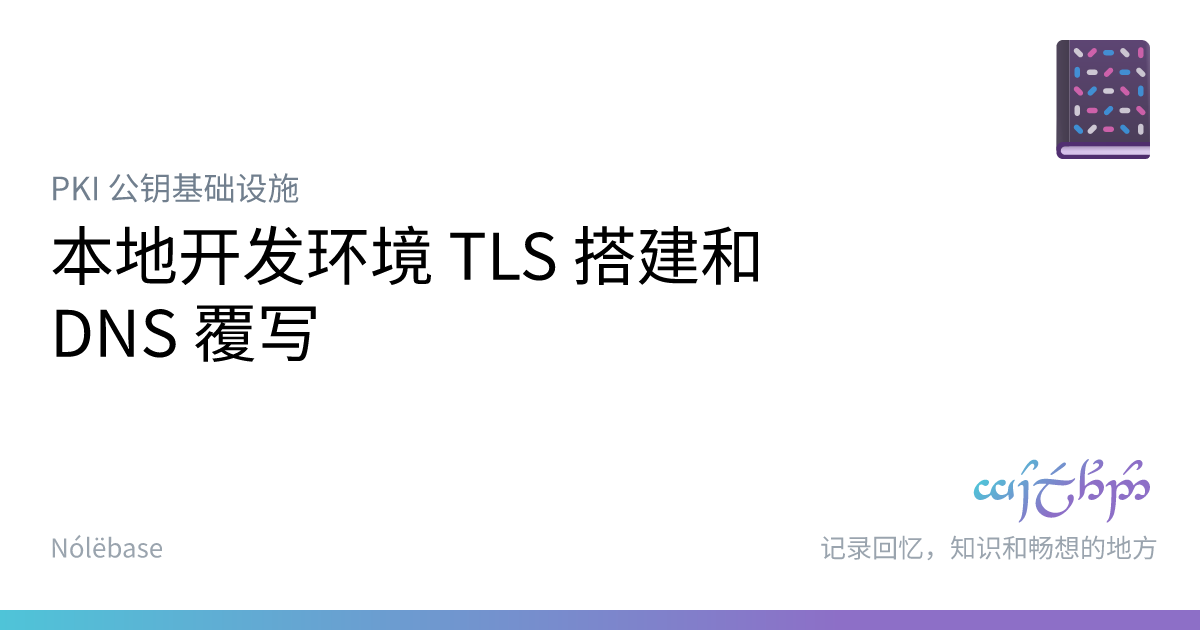 PKI 公钥基础设施
本地开发环境 TLS 搭建和
DNS 覆写
Nólëbase
记录回忆，知识和畅想的地方